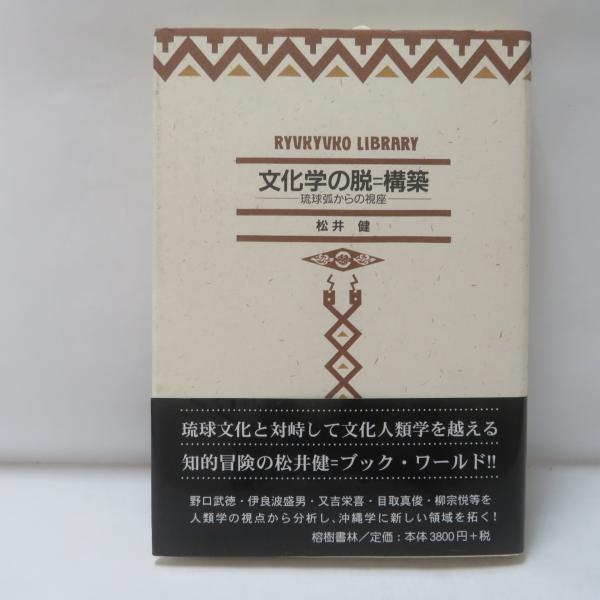 RYUKYUKO LIBRARY
文化学の脱=構築
琉球弧からの視座
松井 健
琉球文化と対峙して文化人類学を越える
知的冒険の松井健=ブック・ワールド!!
野口武徳・伊良波盛男・又吉栄喜・目取真俊・柳宗悦等を
人類学の視点から分析し、沖縄学に新しい領域を拓く!
榕樹書林/定価:本体3800円+税